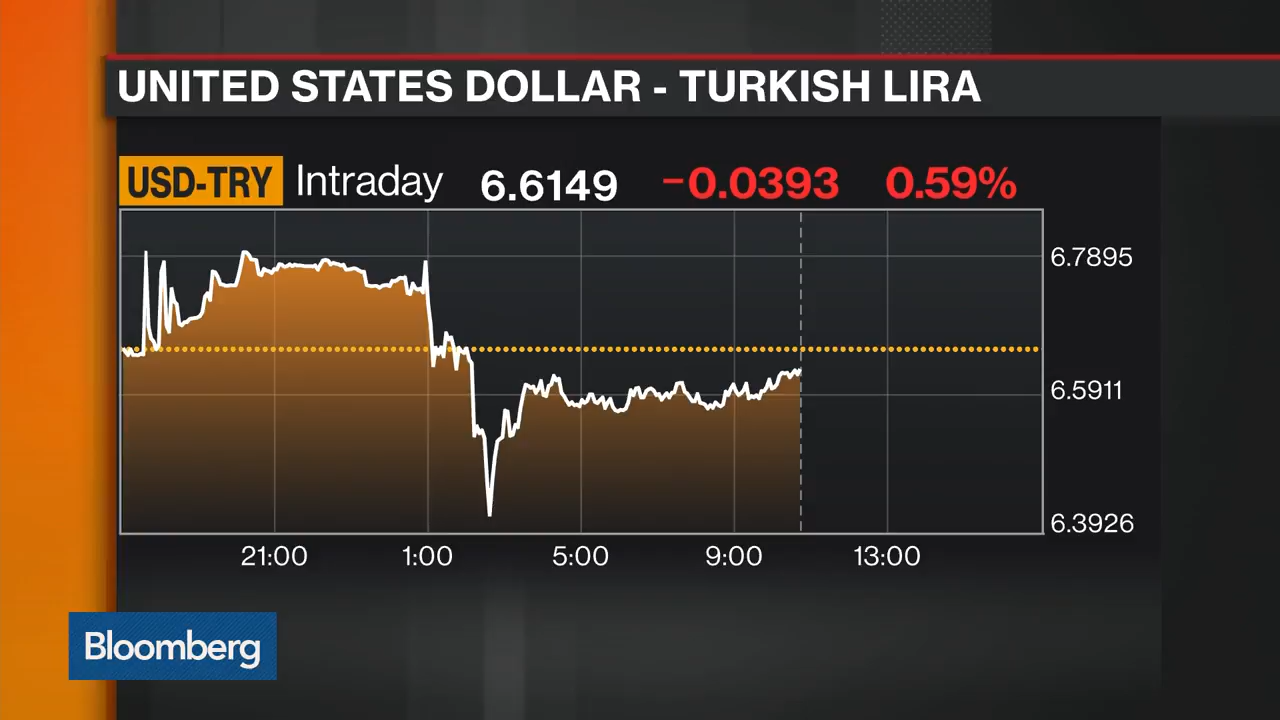 UNITED STATES DOLLAR - TURKISH LIRA
USD-TRY Intraday 6.6149 -0.0393 0.59%
6.7895
6.5911
6.3926
21:00 1:00 5:00 9:00 13:00
Bloomberg